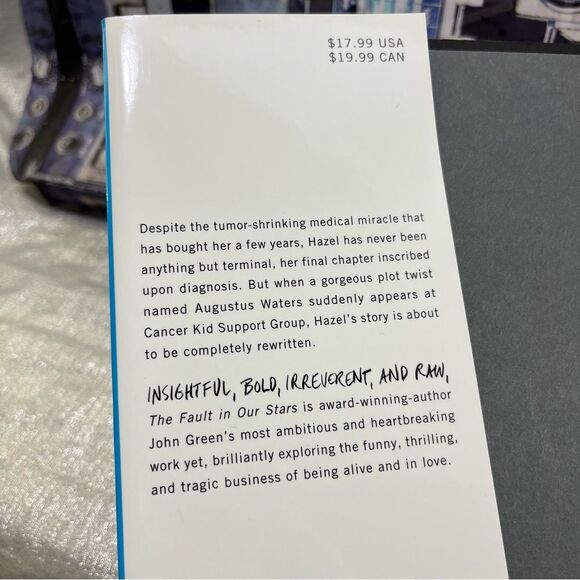 $17.99 USA
$19.99 CAN
Despite the tumor-shrinking medical miracle that
has bought her a few years, Hazel has never been
anything but terminal, her final chapter inscribed
upon diagnosis. But when a gorgeous plot twist
named Augustus Waters suddenly appears at
Cancer Kid Support Group, Hazel's story is about
to be completely rewritten.
INSIGHTFUL, BOLD, IRREVERENT, AND RAW,
The Fault in Our Stars is award-winning-author
John Green's most ambitious and heartbreaking
work yet, brilliantly exploring the funny, thrilling,
and tragic business of being alive and in love.